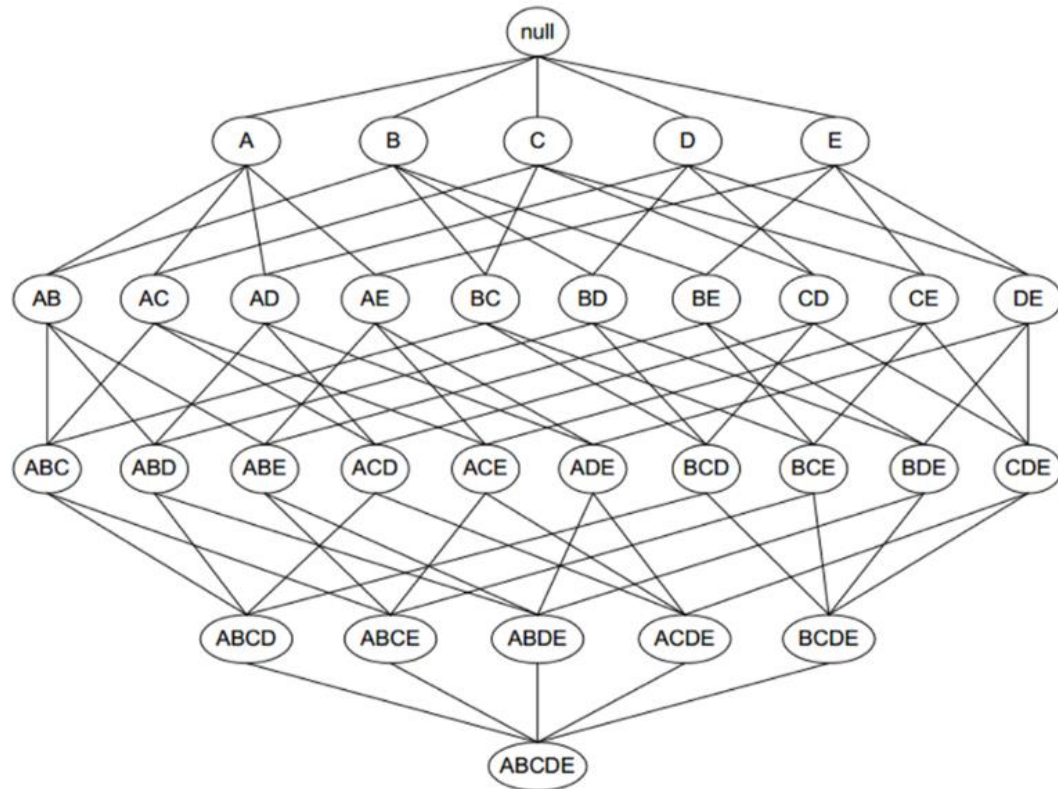 null
A B C D E
AB AC AD AE BC BD BE CD CE DE
ABC ABD ABE ACD ACE ADE BCD BCE BDE CDE
ABCD ABCE ABDE ACDE BCDE
ABCDE